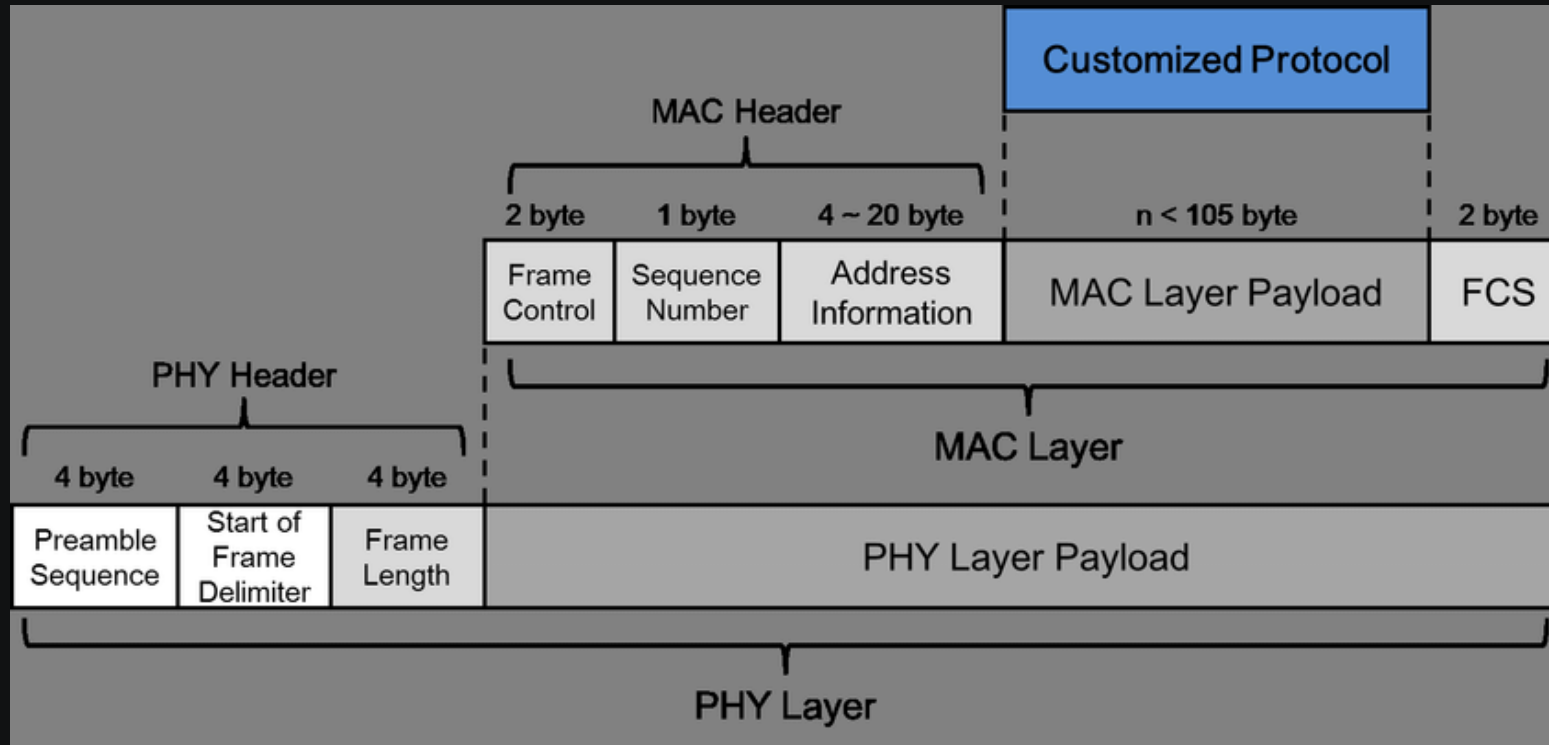 Customized Protocol
MAC Header
2 byte
1 byte
4 ~ 20 byte
n < 105 byte
2 byte
Frame
Control
Sequence
Number
Address
Information
MAC Layer Payload
FCS
MAC Layer
PHY Header
4 byte
4 byte
4 byte
Preamble
Sequence
Start of
Frame
Delimiter
Frame
Length
PHY Layer Payload
PHY Layer